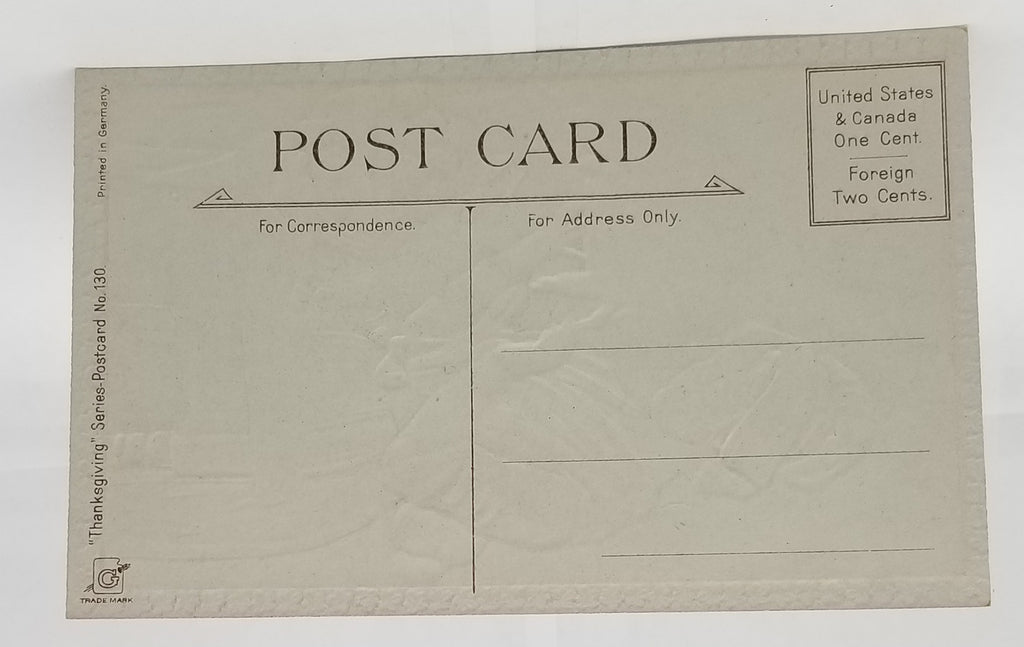 POST CARD
United States
& Canada
One Cent.
Foreign
Two Cents.
For Correspondence.
For Address Only.
Printed in Germany.
"Thanksgiving" Series-Postcard No. 130.
G
TRADE MARK